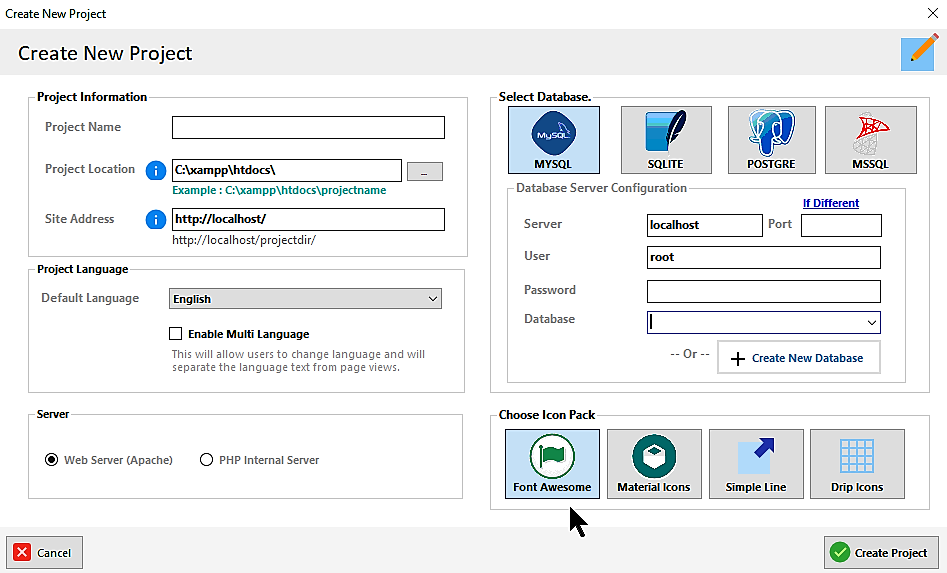 Create New Project
Create New Project
Project Information
Project Name
Project Location
C:\xampp\htdocs\
...
Example : C:\xampp\htdocs\projectname
Site Address
http://localhost/
http://localhost/projectdir/
Project Language
Default Language
English
Enable Multi Language
This will allow users to change language and will
separate the language text from page views.
Server
Web Server (Apache)
PHP Internal Server
Select Database.
MySQL
MYSQL
SQLITE
POSTGRE
MSSQL
Database Server Configuration
If Different
Server
localhost
Port
User
root
Password
Database
-- Or --
Create New Database
Choose Icon Pack
Font Awesome
Material Icons
Simple Line
Drip Icons
Cancel
Create Project